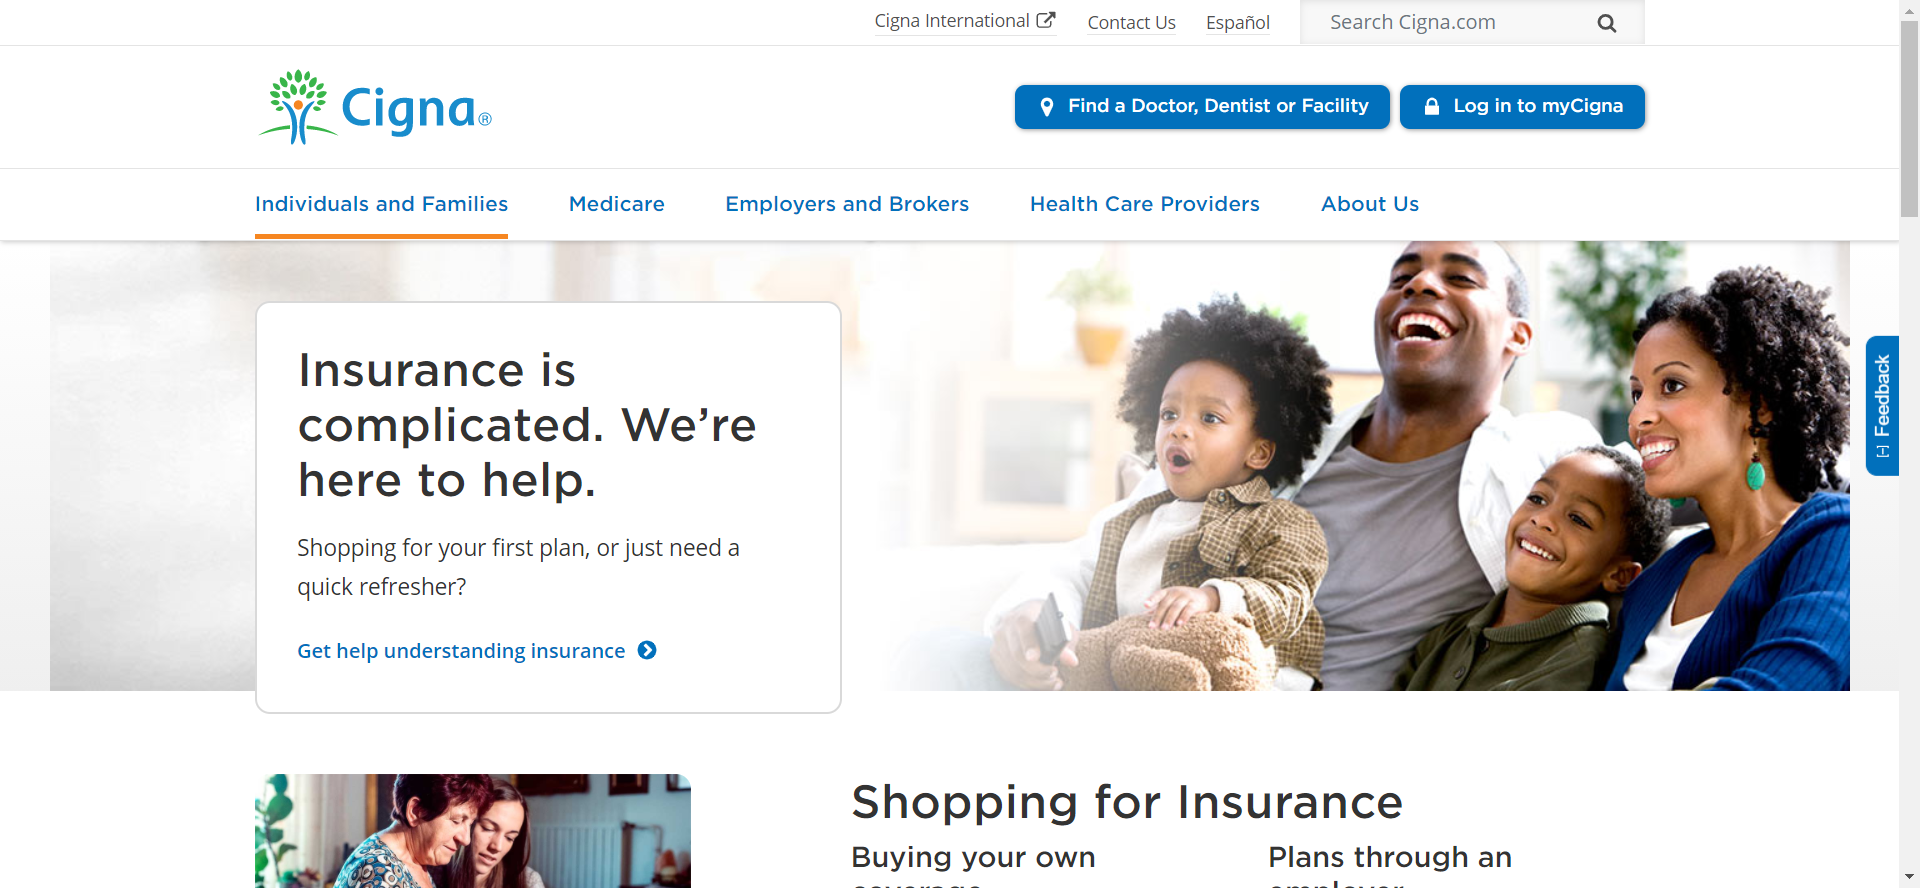 Cigna International
Contact Us
Español
Search Cigna.com
Cigna®
Find a Doctor, Dentist or Facility
Log in to myCigna
Individuals and Families
Medicare
Employers and Brokers
Health Care Providers
About Us
Insurance is
complicated. We’re
here to help.
Shopping for your first plan, or just need a
quick refresher?
Get help understanding insurance
[-] Feedback
Shopping for Insurance
Buying your own
coverage
Plans through an
employer